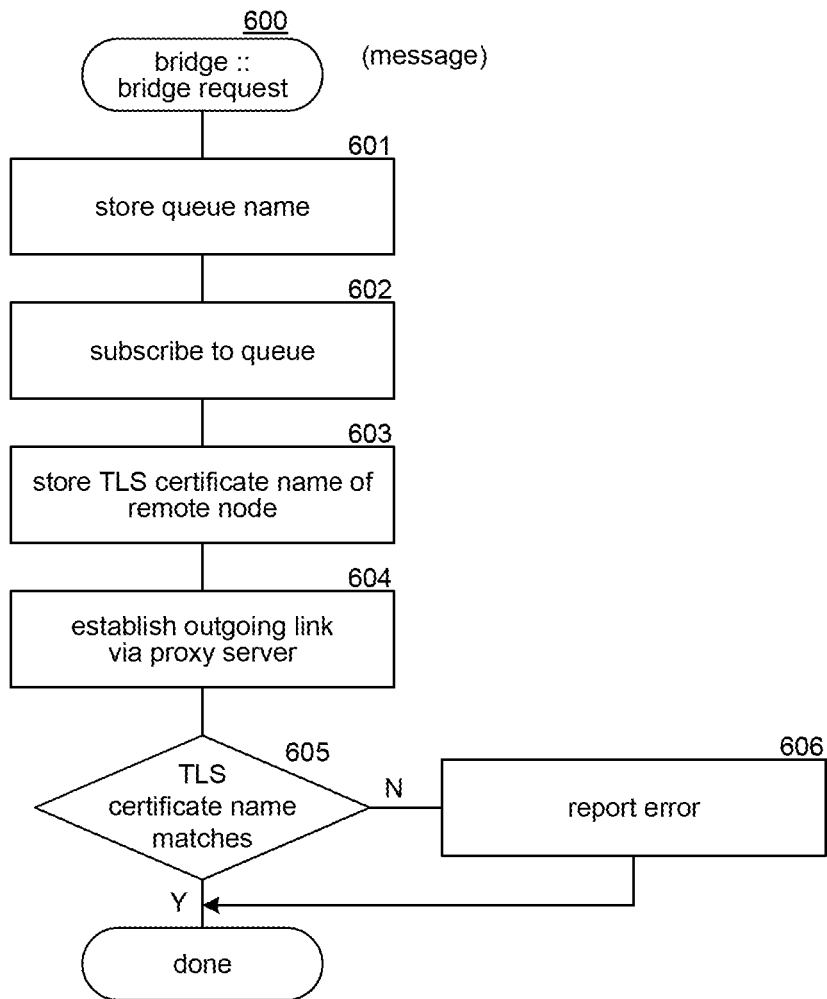 600
bridge ::
bridge request
(message)
601
store queue name
602
subscribe to queue
603
store TLS certificate name of
remote node
604
establish outgoing link
via proxy server
605
TLS
certificate name
matches
N
606
report error
Y
done